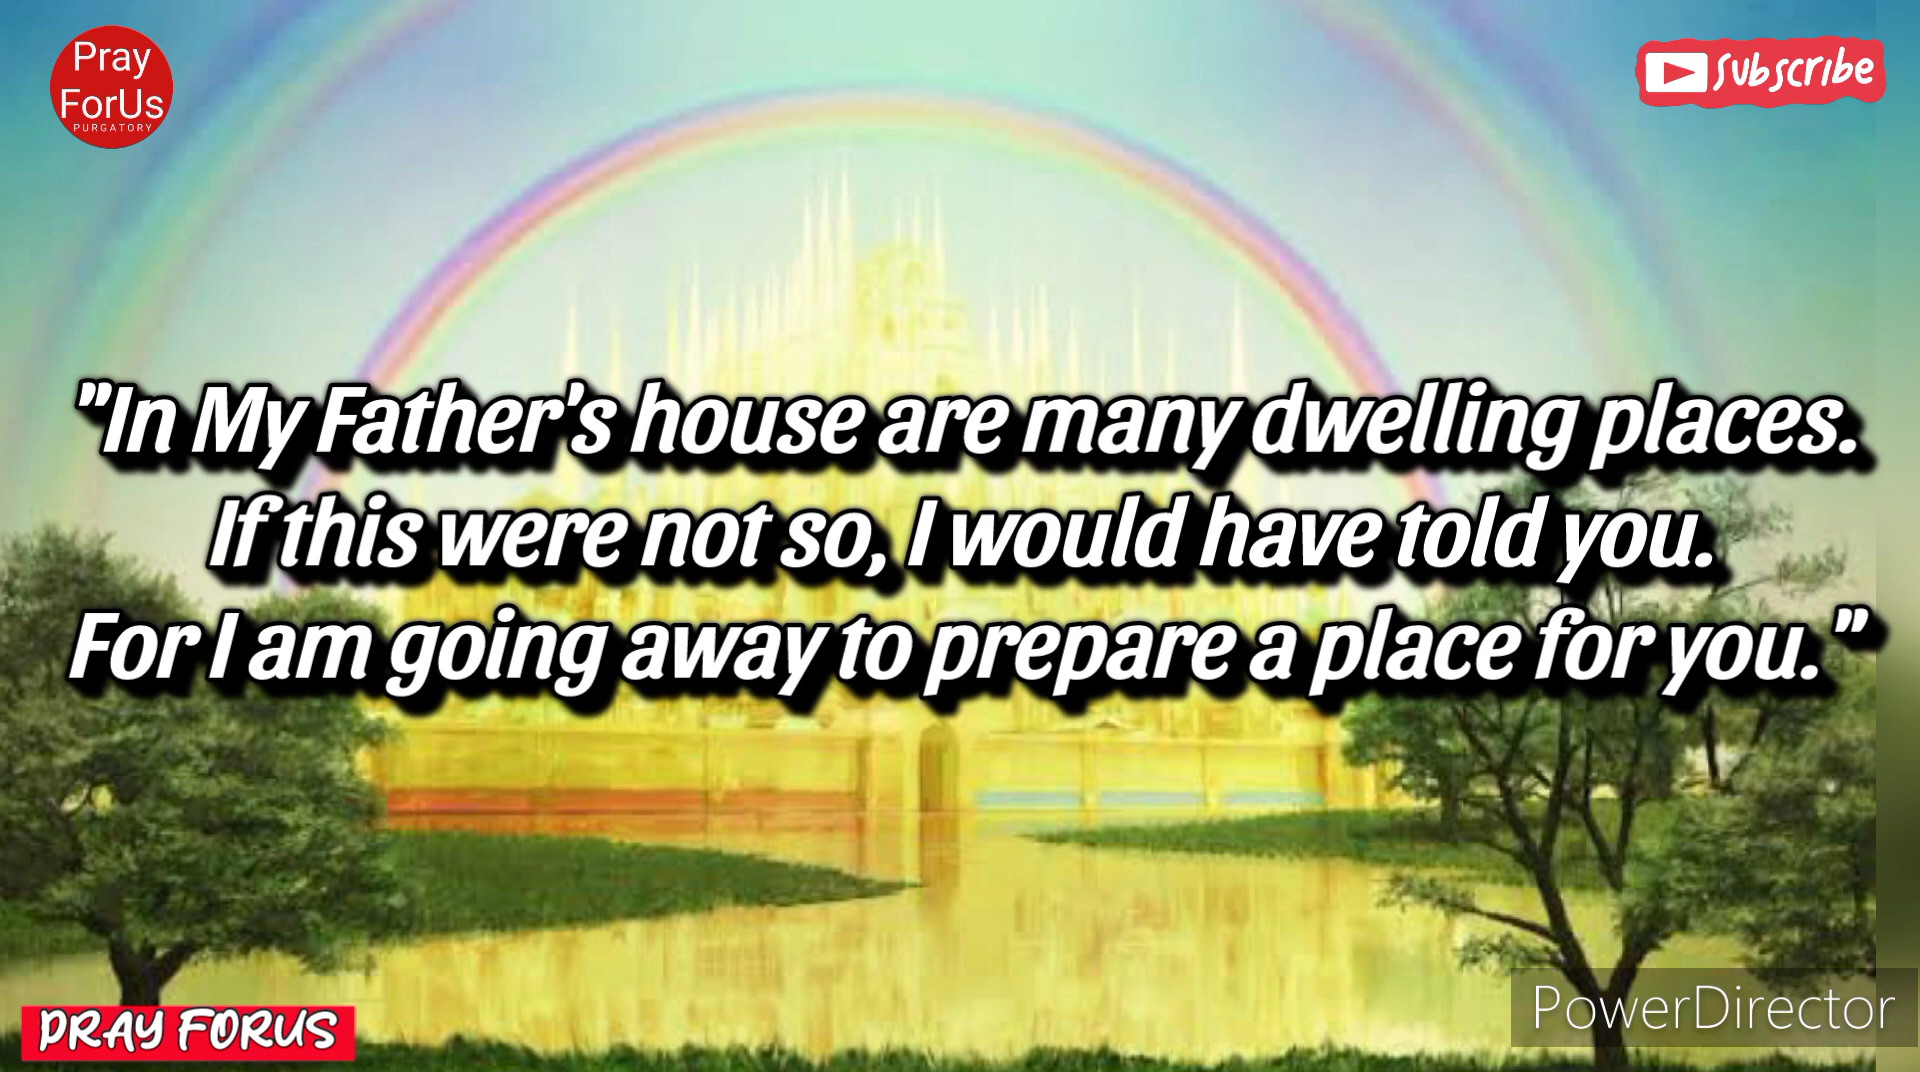 Pray
ForUs
PURGATORY
Subscribe
"In My Father's house are many dwelling places.
If this were not so, I would have told you.
For I am going away to prepare a place for you."
PRAY FORUS
PowerDirector